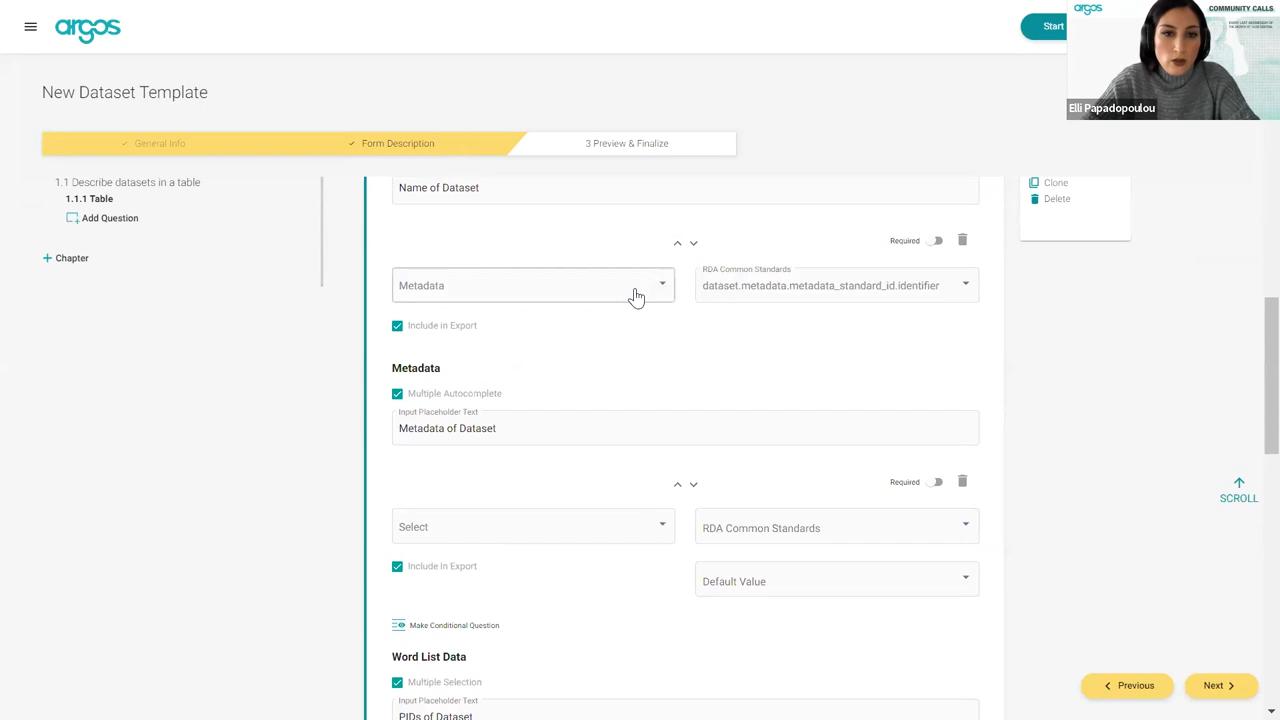 argos
Start
argos
COMMUNITY CALLS
Elli Papadopoulou
New Dataset Template
General Info
Form Description
3 Preview & Finalize
1.1 Describe datasets in a table
1.1.1 Table
Add Question
Chapter
Name of Dataset
Clone
Delete
Required
Metadata
RDA Common Standards
dataset.metadata.metadata_standard_id.identifier
Include in Export
Metadata
Multiple Autocomplete
Input Placeholder Text
Metadata of Dataset
Required
Select
RDA Common Standards
Include In Export
Default Value
Make Conditional Question
Word List Data
Multiple Selection
Input Placeholder Text
PIDs of Dataset
SCROLL
Previous
Next